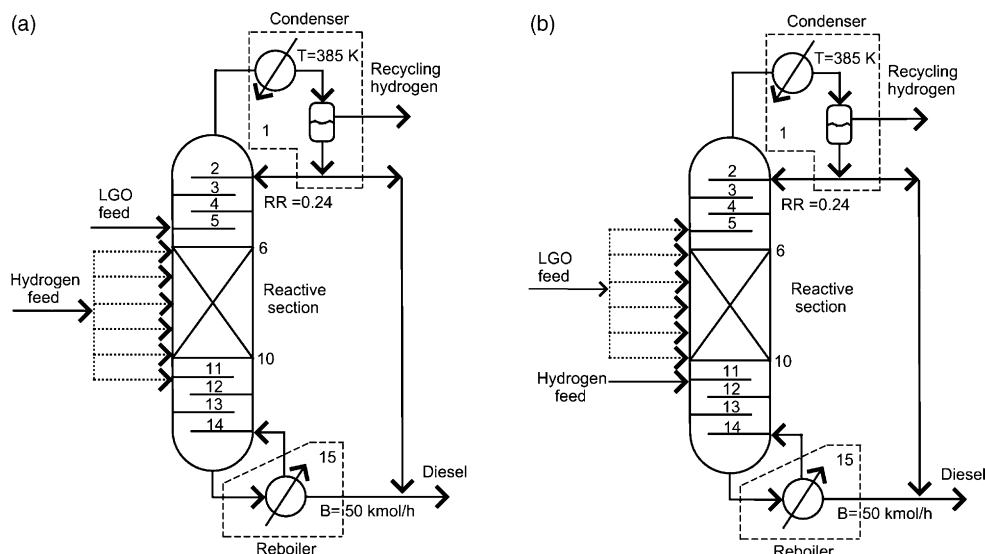 (a)
Condenser
T=385 K
Recycling
hydrogen
1
2
3
4
5
RR =0.24
LGO
feed
6
Hydrogen
feed
Reactive
section
10
11
12
13
14
15
Diesel
B= 50 kmol/h
Reboiler
(b)
Condenser
T=385 K
Recycling
hydrogen
1
2
3
4
5
RR =0.24
6
LGO
feed
Reactive
section
10
Hydrogen
feed
11
12
13
14
15
Diesel
B= 50 kmol/h
Reboiler